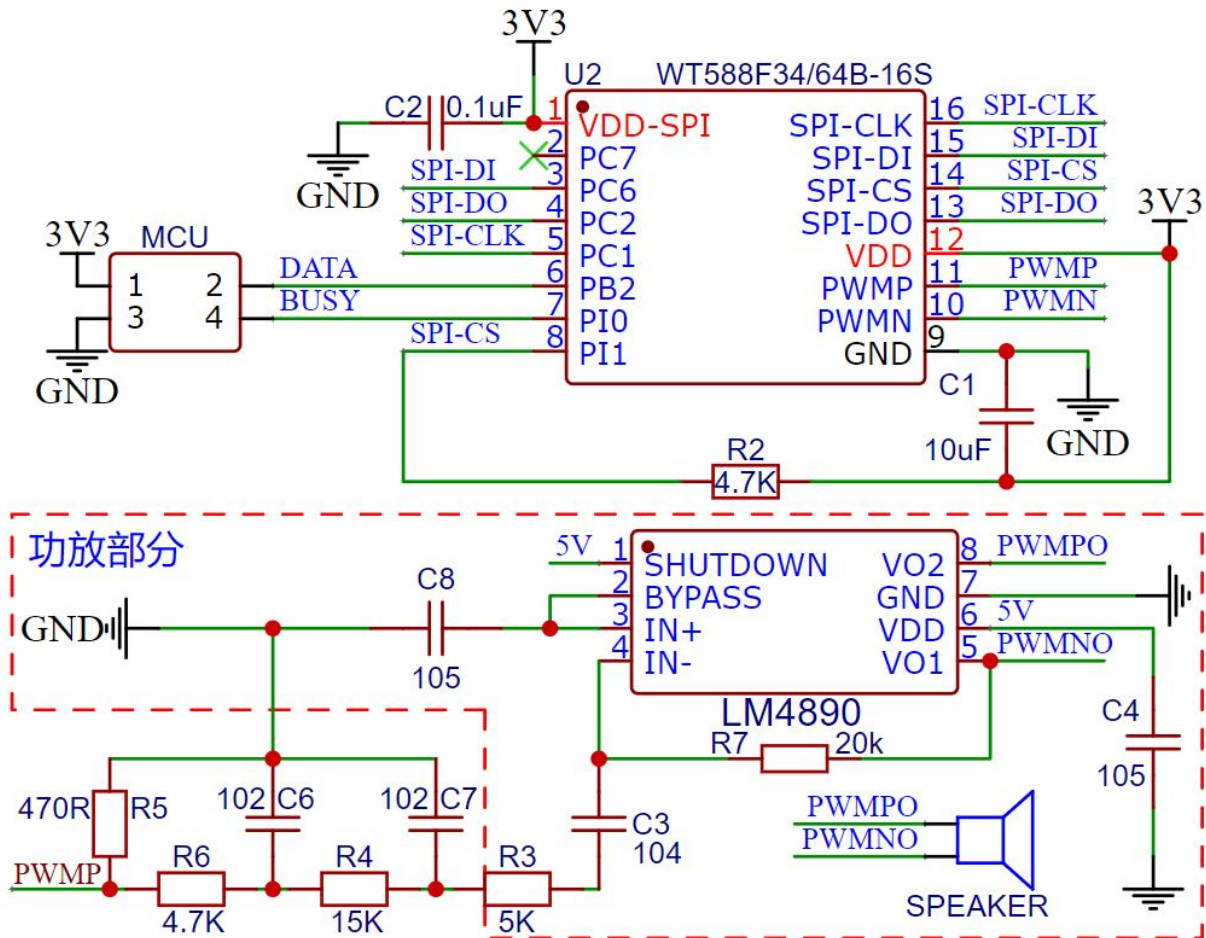 3V3
U2 WT588F34/64B-16S
C2 0.1uF
GND
1 VDD-SPI SPI-CLK 16 SPI-CLK
2 PC7 SPI-DI 15 SPI-DI
SPI-DI 3 PC6 SPI-CS 14 SPI-CS
SPI-DO 4 PC2 SPI-DO 13 SPI-DO
3V3
SPI-CLK 5 PC1 VDD 12
3V3 MCU
1 2 DATA 6 PB2 PWMP 11 PWMP
3 4 BUSY 7 PI0 PWMN 10 PWMN
GND
SPI-CS 8 PI1 GND 9
C1
10uF
GND
R2
4.7K
功放部分
5V 1 SHUTDOWN VO2 8 PWMPO
C8
105
2 BYPASS GND 7
GND
3 IN+ VDD 6 5V
4 IN- VO1 5 PWMNO
LM4890
C4
105
R7 20k
470R R5
102 C6
102 C7
C3
104
PWMPO
PWMNO
SPEAKER
PWMP
R6
4.7K
R4
15K
R3
5K